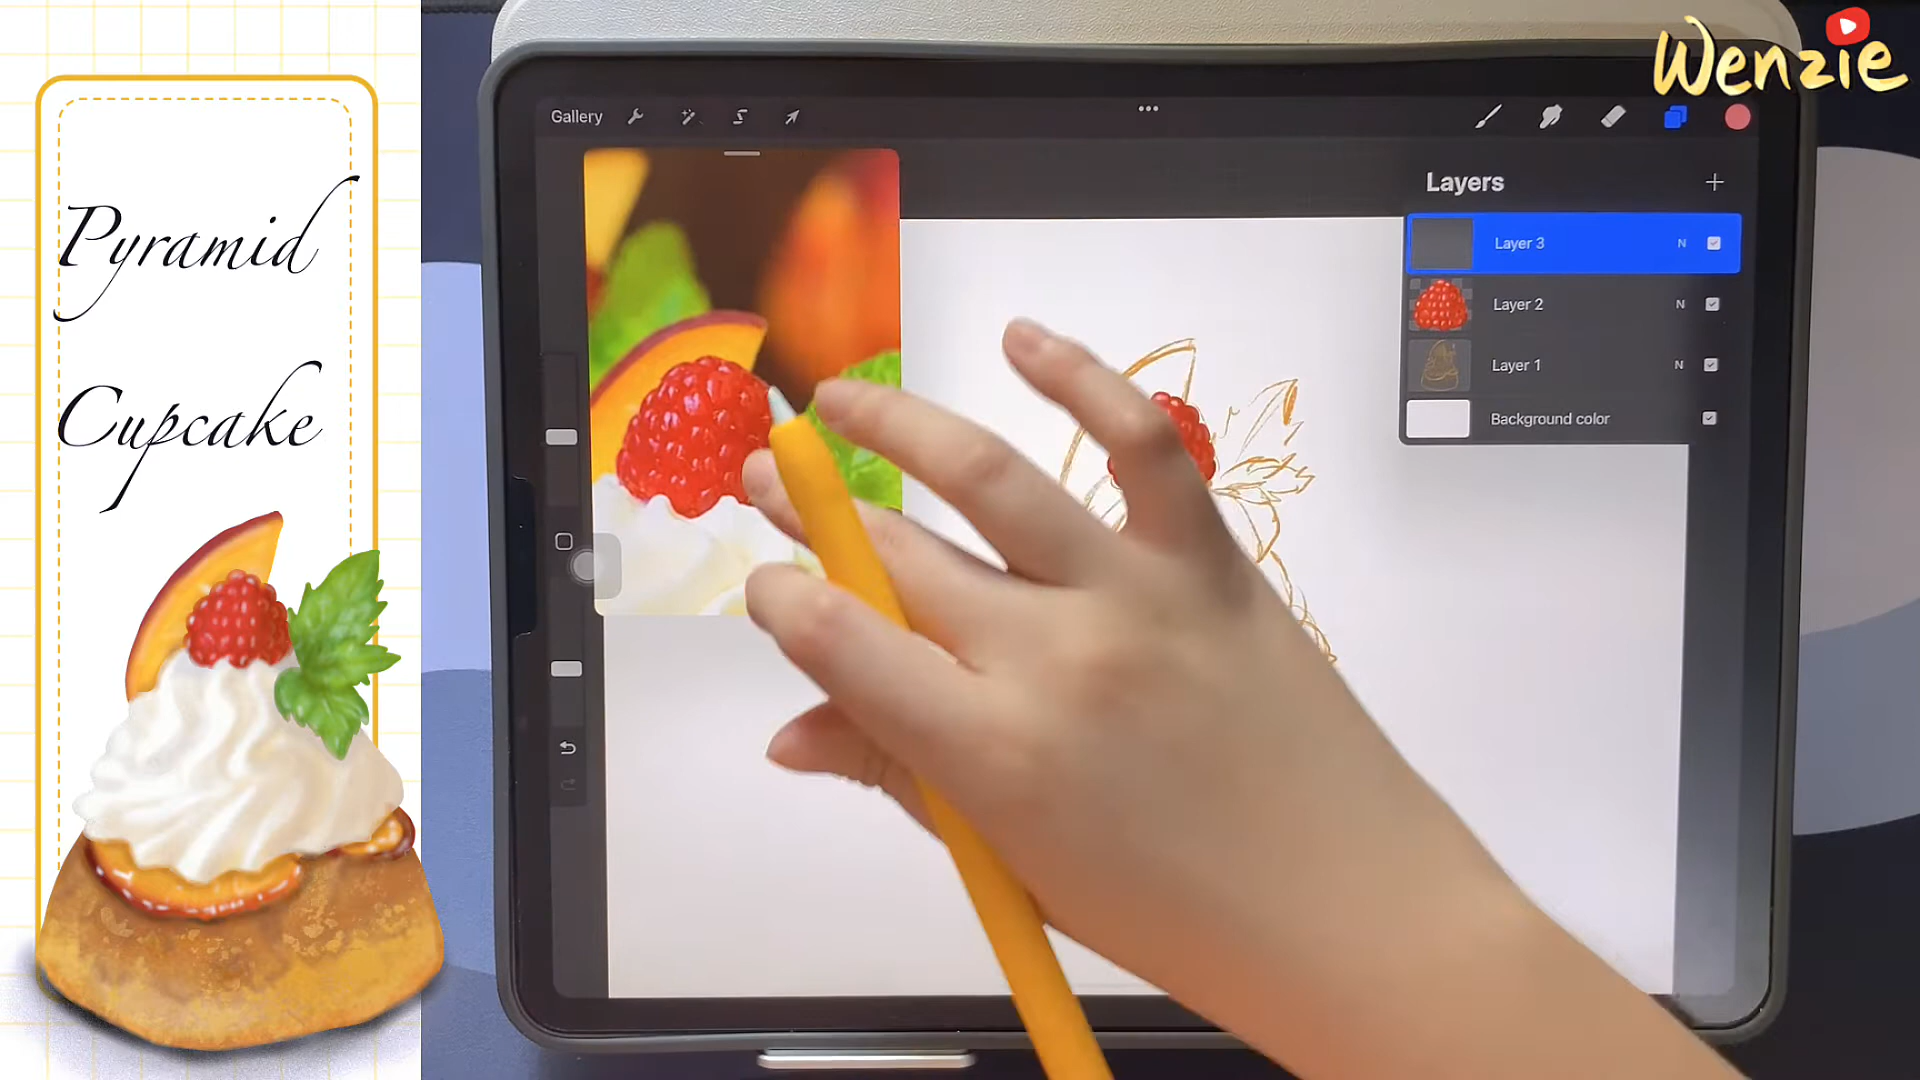 Pyramid
Cupcake
Wenzie
Gallery
Layers
Layer 3 N
Layer 2 N
Layer 1 N
Background color